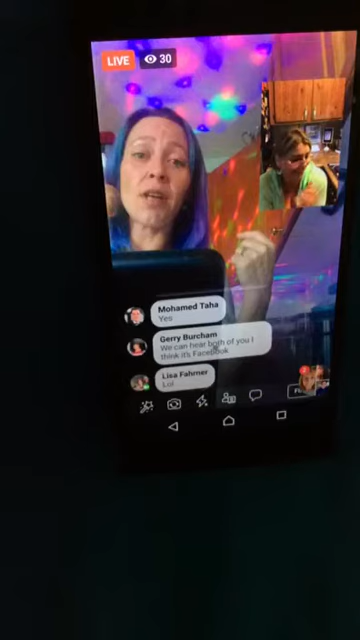 LIVE 30
Mohamed Taha
Yes
Gerry Burcham
We can hear both of you I
think it's Facebook
Lisa Fahrner
Lol